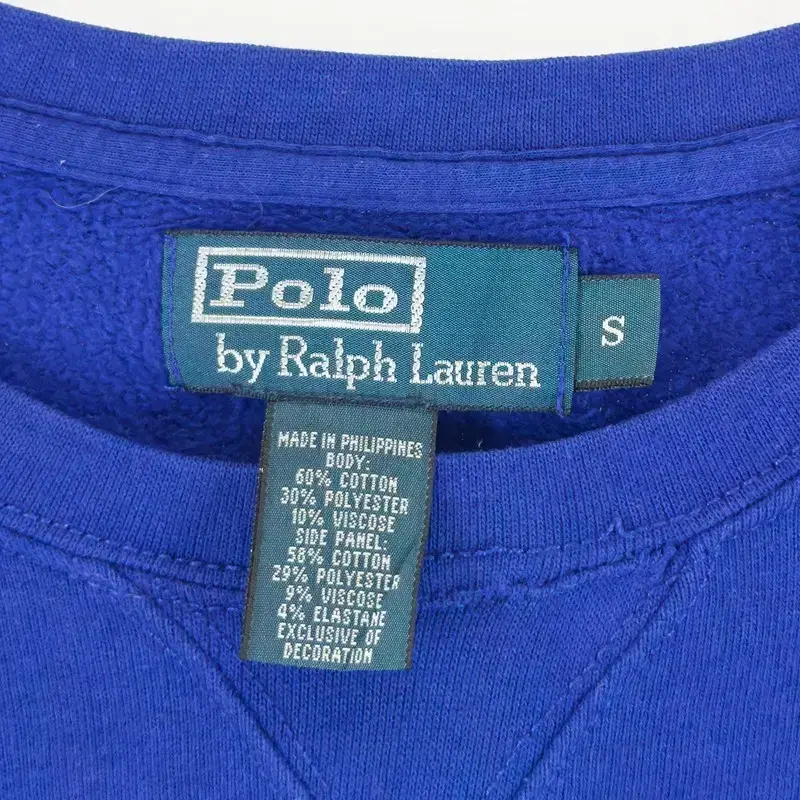 Polo
by Ralph Lauren
S
MADE IN PHILIPPINES
BODY:
60% COTTON
30% POLYESTER
10% VISCOSE
SIDE PANEL:
58% COTTON
29% POLYESTER
9% VISCOSE
4% ELASTANE
EXCLUSIVE OF
DECORATION